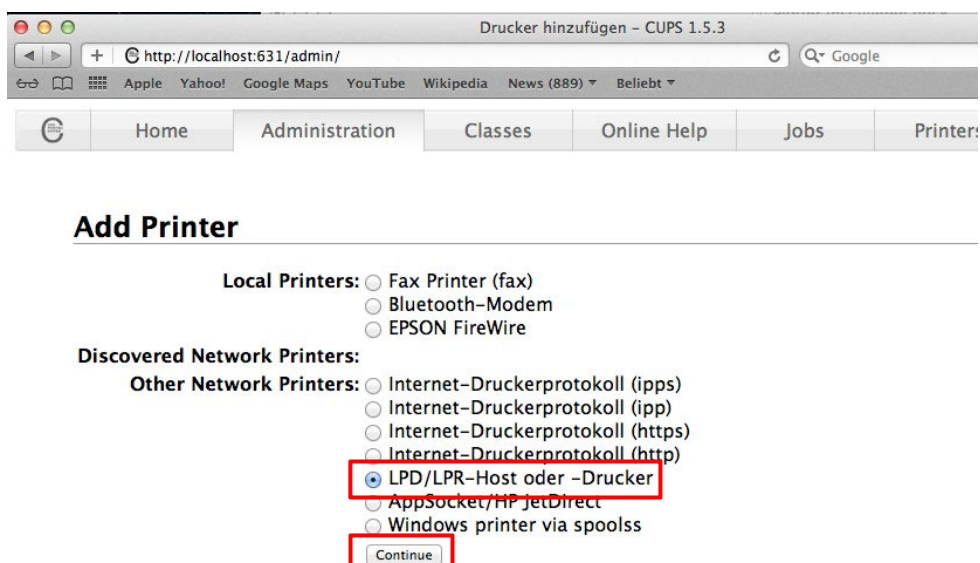 Drucker hinzufügen – CUPS 1.5.3
+ http://localhost:631/admin/ Google
Apple Yahoo! Google Maps YouTube Wikipedia News (889) Beliebt
Home Administration Classes Online Help Jobs Printers
Add Printer
Local Printers: Fax Printer (fax)
Bluetooth-Modem
EPSON FireWire
Discovered Network Printers:
Other Network Printers: Internet-Druckerprotokoll (ipps)
Internet-Druckerprotokoll (ipp)
Internet-Druckerprotokoll (https)
Internet-Druckerprotokoll (http)
LPD/LPR-Host oder -Drucker
AppSocket/HP JetDirect
Windows printer via spoolss
Continue